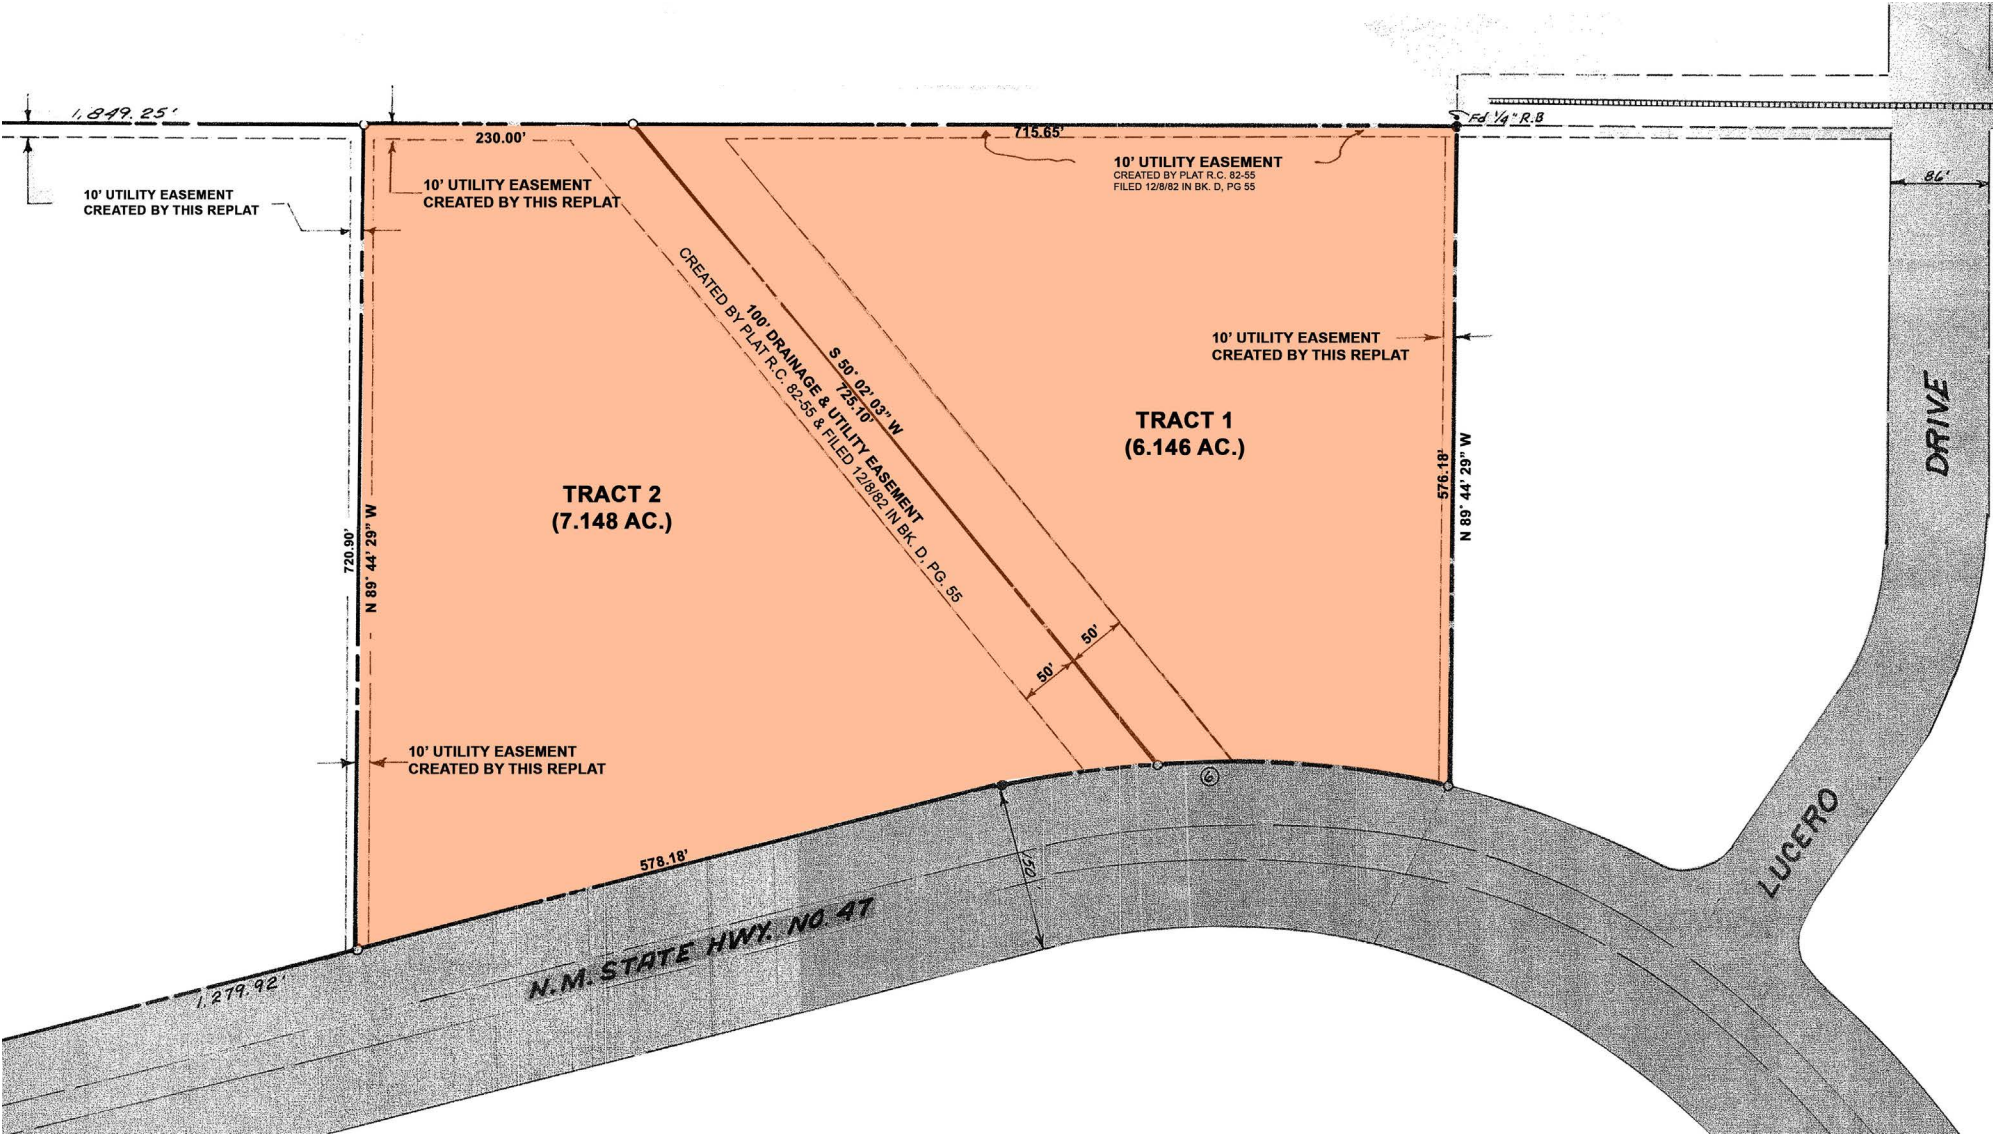 1,849.25'
230.00'
715.65'
Fd 1/4" R.B
10' UTILITY EASEMENT
CREATED BY THIS REPLAT
10' UTILITY EASEMENT
CREATED BY THIS REPLAT
10' UTILITY EASEMENT
CREATED BY PLAT R.C. 82-55
FILED 12/8/82 IN BK. D, PG 55
86'
CREATED BY PLAT R.C. 82-55 & FILED 12/8/82 IN BK. D, PG. 55
100' DRAINAGE & UTILITY EASEMENT
S 50° 02' 03" W
725.10'
10' UTILITY EASEMENT
CREATED BY THIS REPLAT
TRACT 1
(6.146 AC.)
576.18'
N 89° 44' 29" W
DRIVE
TRACT 2
(7.148 AC.)
720.90'
N 89° 44' 29" W
50'
50'
10' UTILITY EASEMENT
CREATED BY THIS REPLAT
6
578.18'
150'
LUCERO
N.M. STATE HWY. NO. 47
1,279.92'